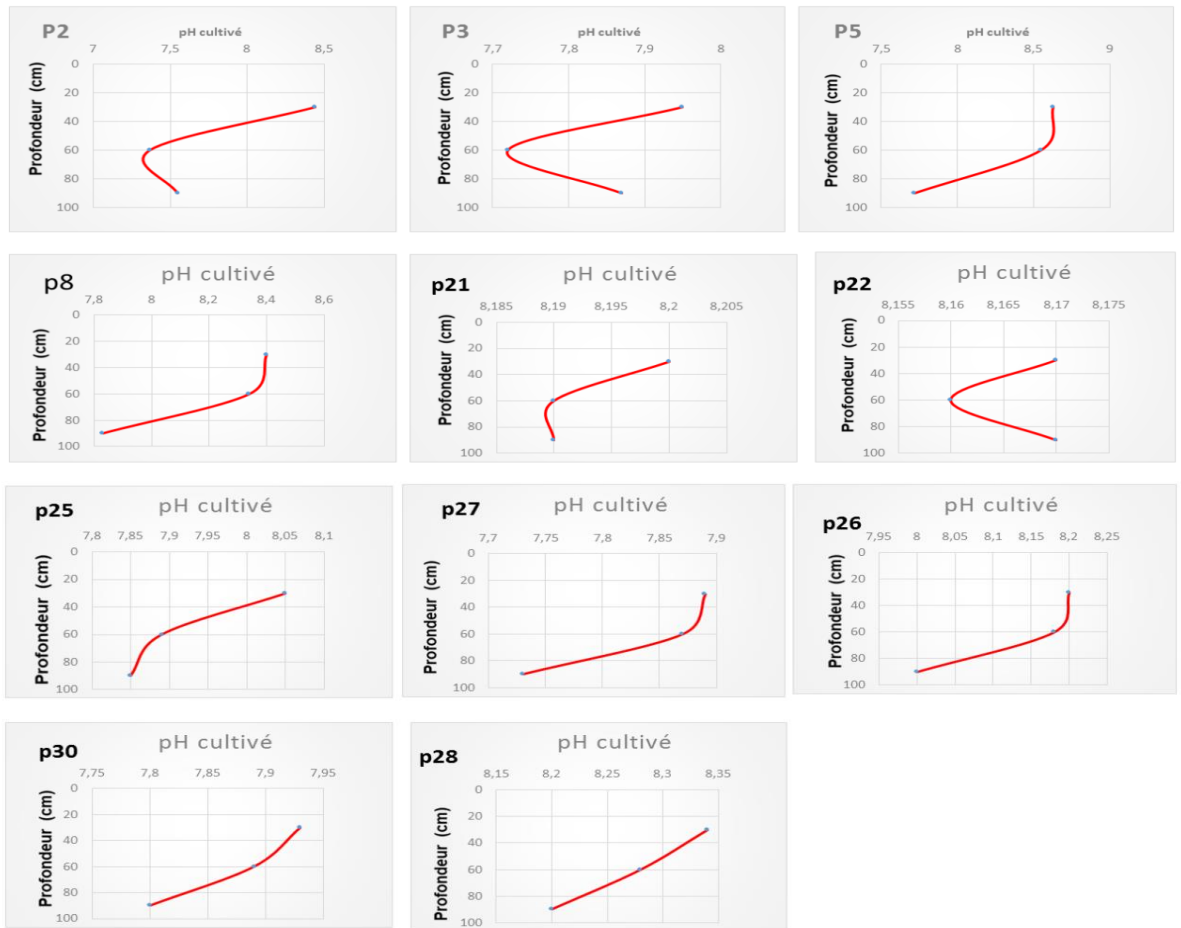 P2 pH cultivé
7 7,5 8 8,5
Profondeur (cm)
0
20
40
60
80
100
P3 pH cultivé
7,7 7,8 7,9 8
Profondeur (cm)
0
20
40
60
80
100
P5 pH cultivé
7,5 8 8,5 9
Profondeur (cm)
0
20
40
60
80
100
p8 pH cultivé
7,8 8 8,2 8,4 8,6
Profondeur (cm)
0
20
40
60
80
100
p21 pH cultivé
8,185 8,19 8,195 8,2 8,205
Profondeur (cm)
0
20
40
60
80
100
p22 pH cultivé
8,155 8,16 8,165 8,17 8,175
Profondeur (cm)
0
20
40
60
80
100
p25 pH cultivé
7,8 7,85 7,9 7,95 8 8,05 8,1
Profondeur (cm)
0
20
40
60
80
100
p27 pH cultivé
7,7 7,75 7,8 7,85 7,9
Profondeur (cm)
0
20
40
60
80
100
p26 pH cultivé
7,95 8 8,05 8,1 8,15 8,2 8,25
Profondeur (cm)
0
20
40
60
80
100
p30 pH cultivé
7,75 7,8 7,85 7,9 7,95
Profondeur (cm)
0
20
40
60
80
100
p28 pH cultivé
8,15 8,2 8,25 8,3 8,35
Profondeur (cm)
0
20
40
60
80
100